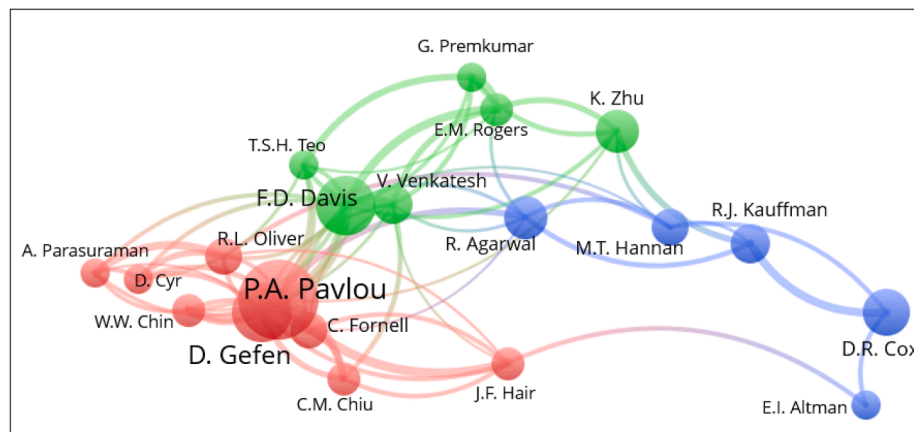 G. Premkumar
K. Zhu
E.M. Rogers
T.S.H. Teo
V. Venkatesh
F.D. Davis
R.J. Kauffman
R.L. Oliver
R. Agarwal
M.T. Hannan
A. Parasuraman
D. Cyr
P.A. Pavlou
W.W. Chin
C. Fornell
D. Gefen
D.R. Cox
J.F. Hair
C.M. Chiu
E.I. Altman